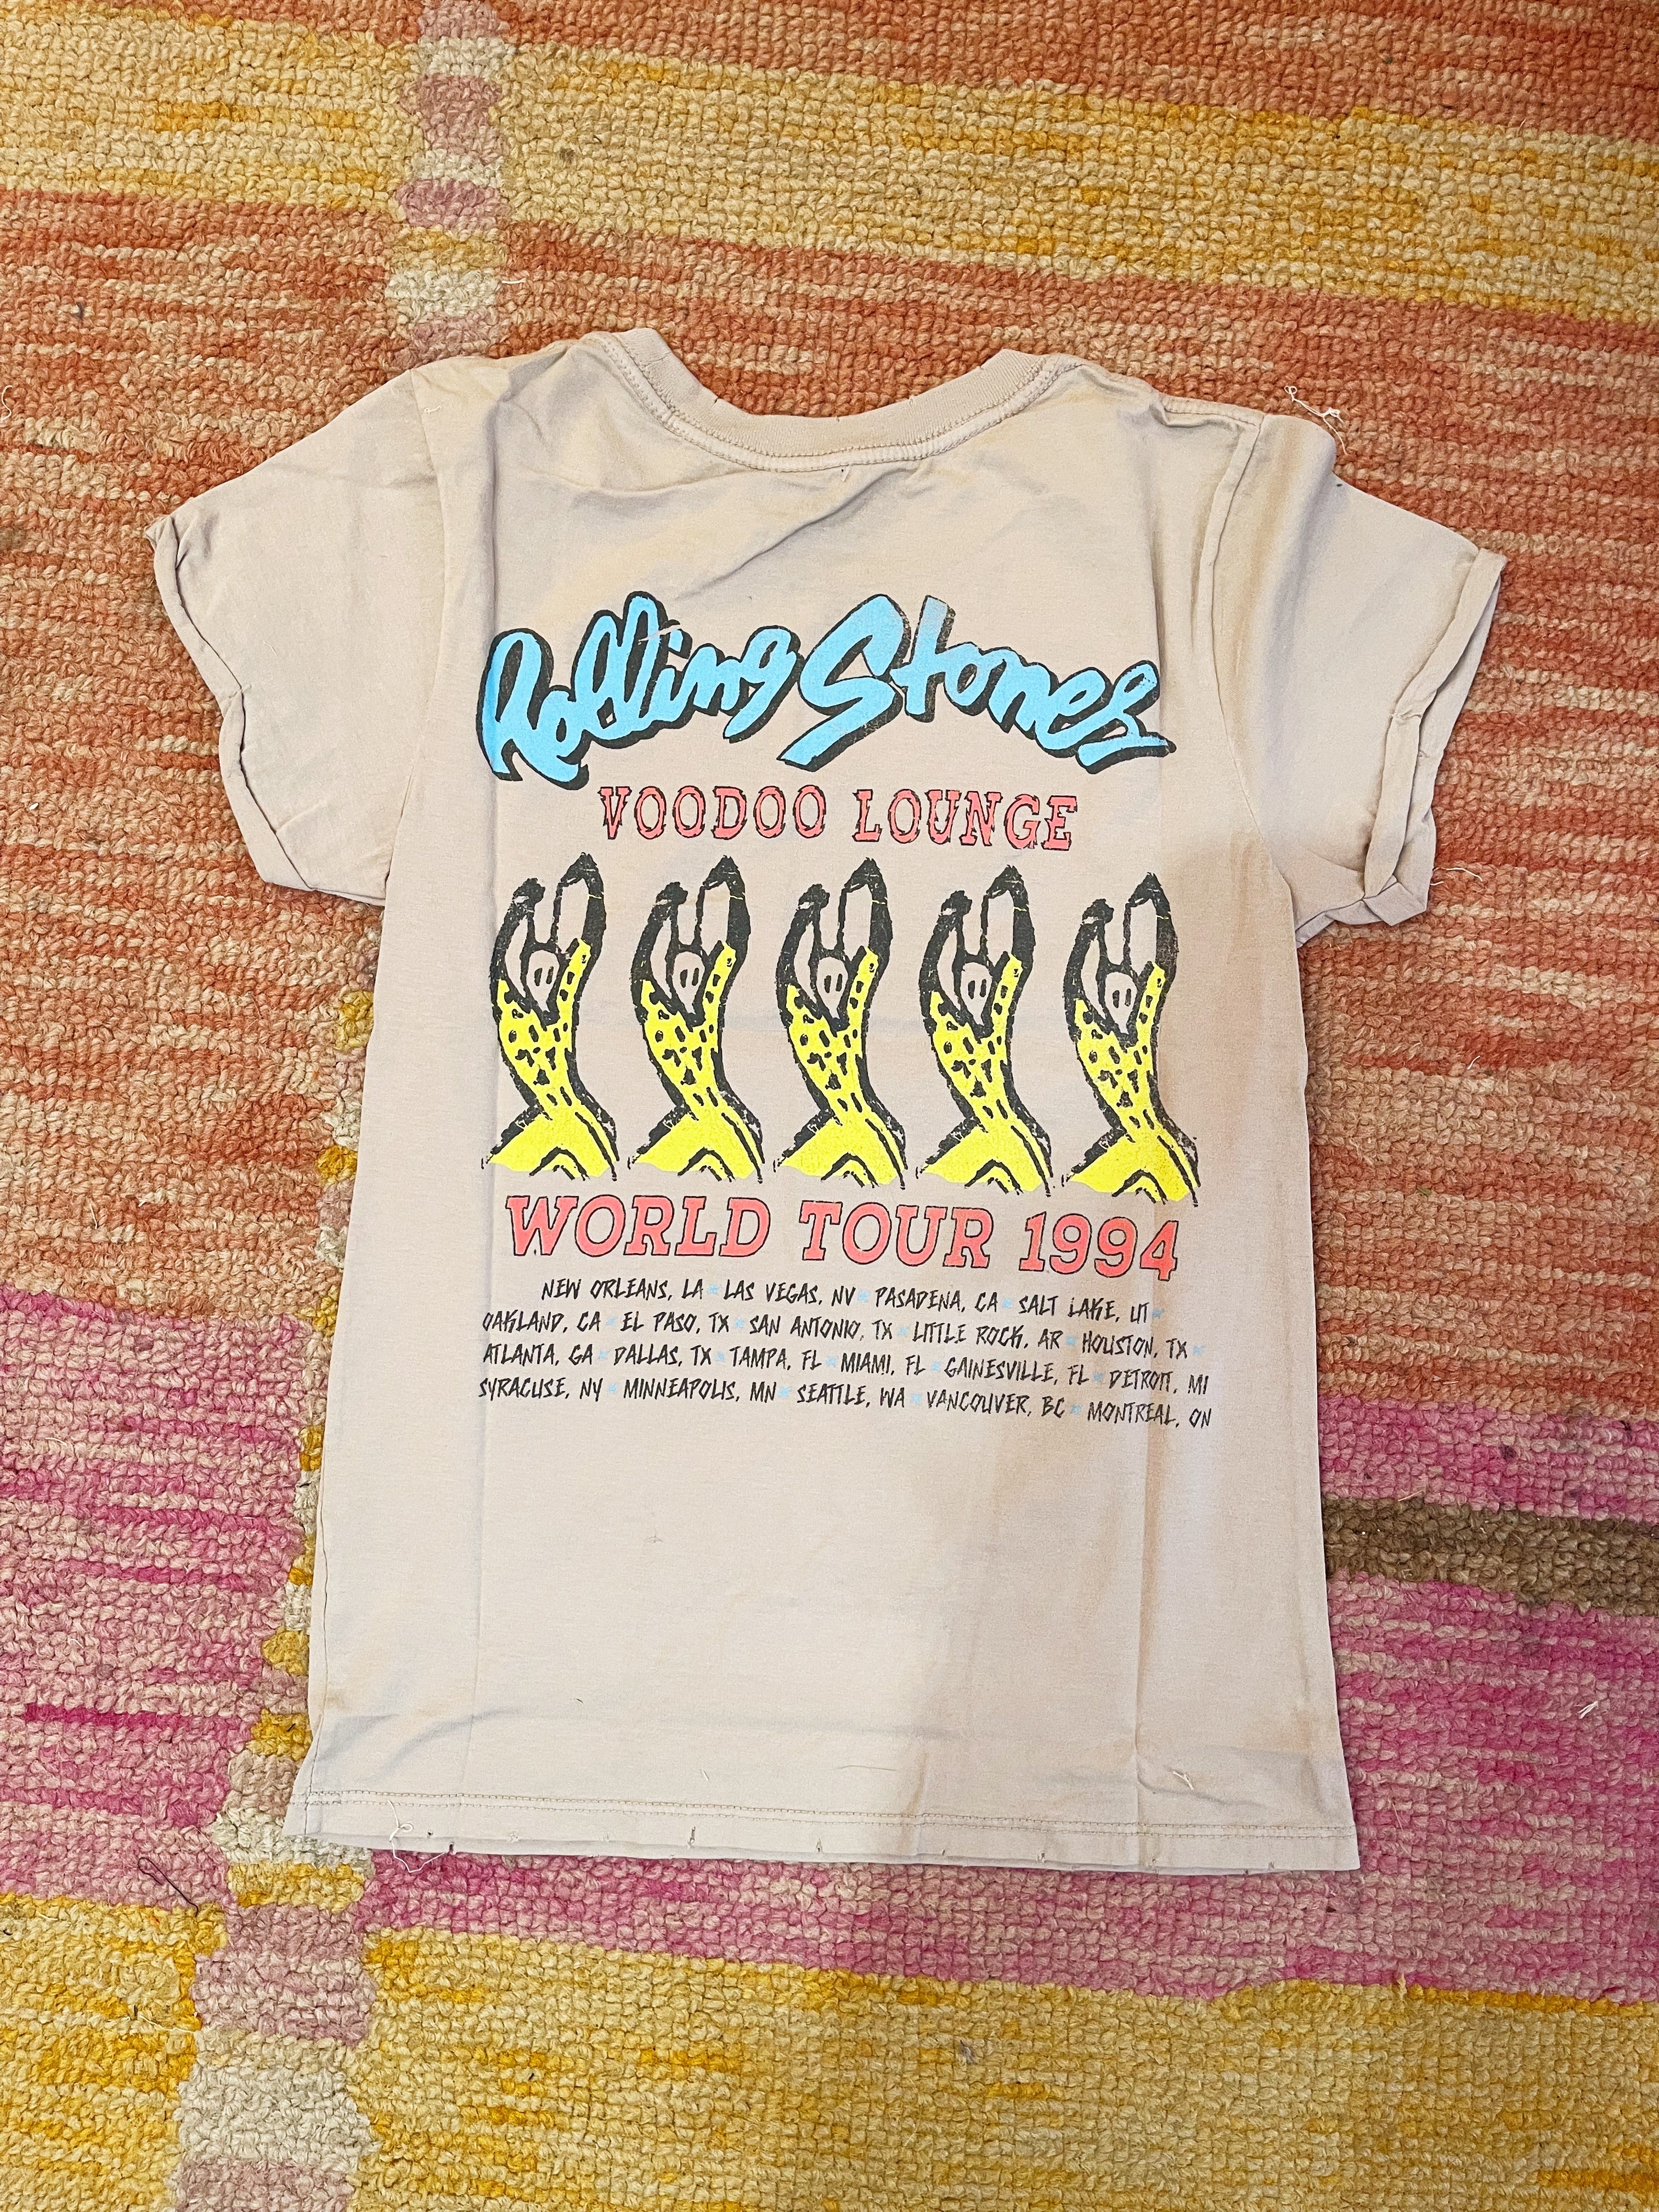 Rolling Stones
VOODOO LOUNGE
WORLD TOUR 1994
NEW ORLEANS, LA * LAS VEGAS, NV * PASADENA, CA * SALT LAKE, UT *
OAKLAND, CA * EL PASO, TX * SAN ANTONIO, TX * LITTLE ROCK, AR * HOUSTON, TX *
ATLANTA, GA * DALLAS, TX * TAMPA, FL * MIAMI, FL * GAINESVILLE, FL * DETROIT, MI
SYRACUSE, NY * MINNEAPOLIS, MN * SEATTLE, WA * VANCOUVER, BC * MONTREAL, ON